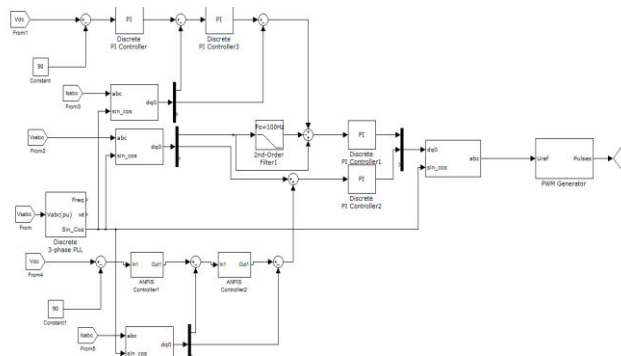 Vdc
From1
90
Constant
PI
Discrete
PI Controller
PI
Discrete
PI Controller3
Isabc
From3
abc
sin_cos
dq0
Vsabc
From2
abc
sin_cos
dq0
Fo=100Hz
2nd-Order
Filter1
PI
Discrete
PI Controller1
PI
Discrete
PI Controller2
dq0
sin_cos
abc
Uref
Pulses
PWM Generator
Vsabc
From
Freq
Vabc(pu)
wt
Sin_Cos
Discrete
3-phase PLL
Vdc
From4
90
Constant1
In1
Out1
ANFIS
Controller1
In1
Out1
ANFIS
Controller2
Isabc
From5
abc
sin_cos
dq0